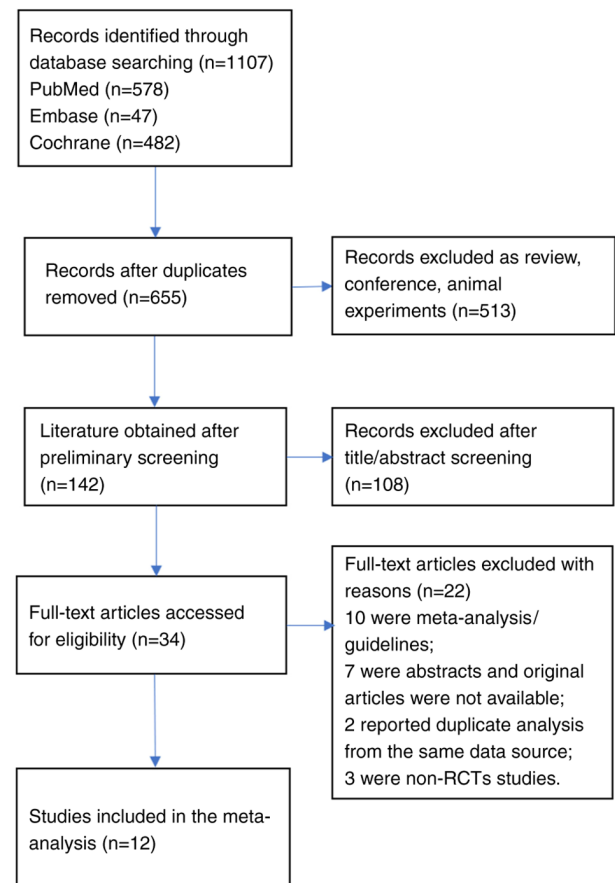 Records identified through
database searching (n=1107)
PubMed (n=578)
Embase (n=47)
Cochrane (n=482)
Records after duplicates
removed (n=655)
Records excluded as review,
conference, animal
experiments (n=513)
Literature obtained after
preliminary screening
(n=142)
Records excluded after
title/abstract screening
(n=108)
Full-text articles accessed
for eligibility (n=34)
Full-text articles excluded with
reasons (n=22)
10 were meta-analysis/
guidelines;
7 were abstracts and original
articles were not available;
2 reported duplicate analysis
from the same data source;
3 were non-RCTs studies.
Studies included in the meta-
analysis (n=12)